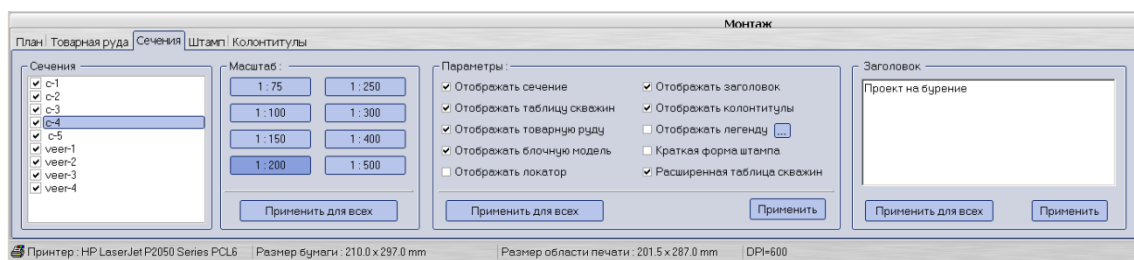 Монтаж
План Товарная руда Сечения Штамп Колонтитулы
Сечения
с-1
с-2
с-3
с-4
с-5
veer-1
veer-2
veer-3
veer-4
Масштаб :
1 : 75 1 : 250
1 : 100 1 : 300
1 : 150 1 : 400
1 : 200 1 : 500
Применить для всех
Параметры :
Отображать сечение Отображать заголовок
Отображать таблицу скважин Отображать колонтитулы
Отображать товарную руду Отображать легенду ...
Отображать блочную модель Краткая форма штампа
Отображать локатор Расширенная таблица скважин
Применить для всех Применить
Заголовок
Проект на бурение
Применить для всех Применить
Принтер : HP LaserJet P2050 Series PCL6 Размер бумаги : 210.0 x 297.0 mm Размер области печати : 201.5 x 287.0 mm DPI=600